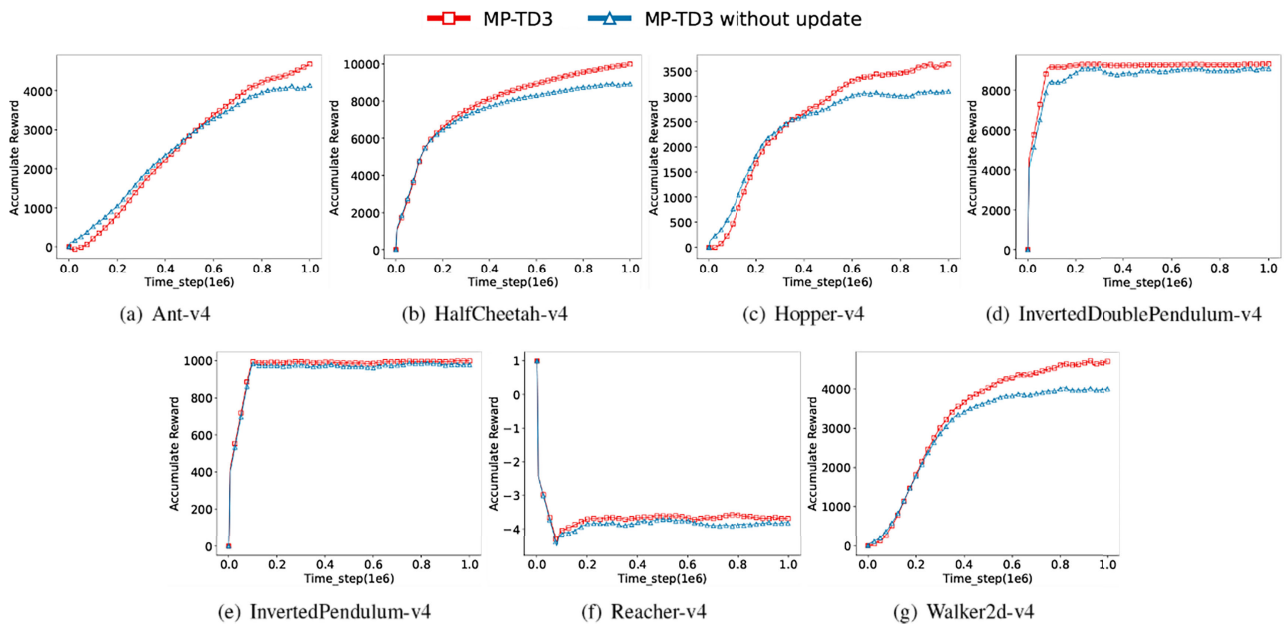 MP-TD3
MP-TD3 without update
Accumulate Reward
4000
3000
2000
1000
0
0.0 0.2 0.4 0.6 0.8 1.0
Time_step(1e6)
(a) Ant-v4
Accumulate Reward
10000
8000
6000
4000
2000
0
0.0 0.2 0.4 0.6 0.8 1.0
Time_step(1e6)
(b) HalfCheetah-v4
Accumulate Reward
3500
3000
2500
2000
1500
1000
500
0
0.0 0.2 0.4 0.6 0.8 1.0
Time_step(1e6)
(c) Hopper-v4
Accumulate Reward
8000
6000
4000
2000
0
0.0 0.2 0.4 0.6 0.8 1.0
Time_step(1e6)
(d) InvertedDoublePendulum-v4
Accumulate Reward
1000
800
600
400
200
0
0.0 0.2 0.4 0.6 0.8 1.0
Time_step(1e6)
(e) InvertedPendulum-v4
Accumulate Reward
1
0
−1
−2
−3
−4
0.0 0.2 0.4 0.6 0.8 1.0
Time_step(1e6)
(f) Reacher-v4
Accumulate Reward
4000
3000
2000
1000
0
0.0 0.2 0.4 0.6 0.8 1.0
Time_step(1e6)
(g) Walker2d-v4